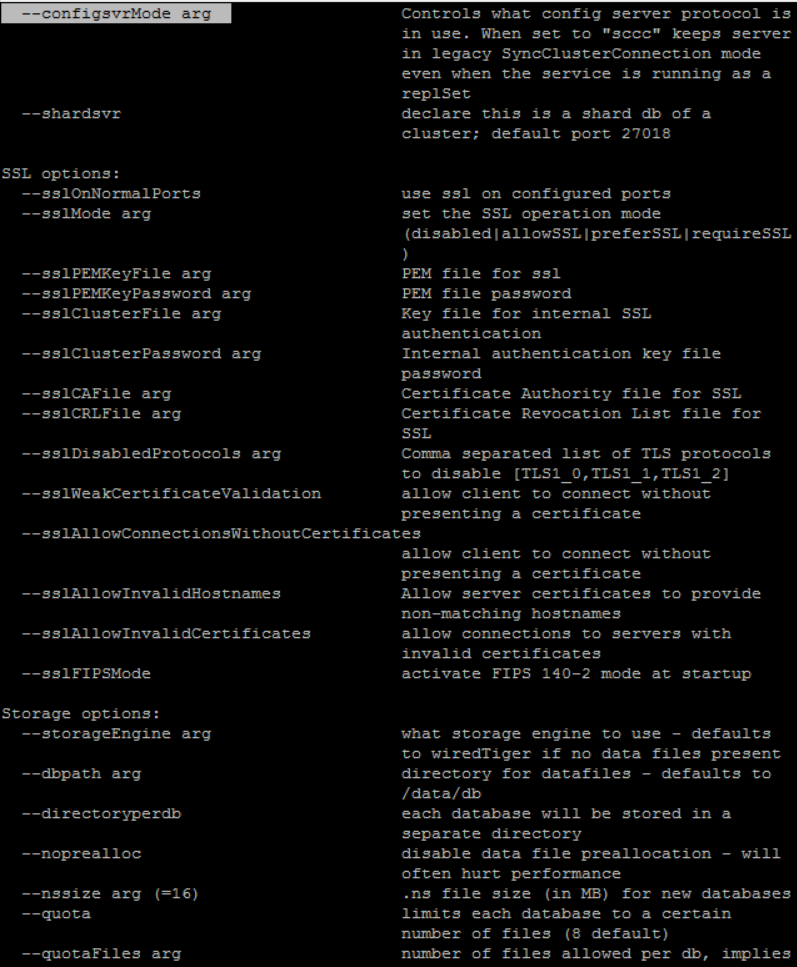 --configsvrMode arg Controls what config server protocol is
in use. When set to "sccc" keeps server
in legacy SyncClusterConnection mode
even when the service is running as a
replSet
--shardsvr declare this is a shard db of a
cluster; default port 27018
SSL options:
--sslOnNormalPorts use ssl on configured ports
--sslMode arg set the SSL operation mode
(disabled|allowSSL|preferSSL|requireSSL
)
--sslPEMKeyFile arg PEM file for ssl
--sslPEMKeyPassword arg PEM file password
--sslClusterFile arg Key file for internal SSL
authentication
--sslClusterPassword arg Internal authentication key file
password
--sslCAFile arg Certificate Authority file for SSL
--sslCRLFile arg Certificate Revocation List file for
SSL
--sslDisabledProtocols arg Comma separated list of TLS protocols
to disable [TLS1_0,TLS1_1,TLS1_2]
--sslWeakCertificateValidation allow client to connect without
presenting a certificate
--sslAllowConnectionsWithoutCertificates
allow client to connect without
presenting a certificate
--sslAllowInvalidHostnames Allow server certificates to provide
non-matching hostnames
--sslAllowInvalidCertificates allow connections to servers with
invalid certificates
--sslFIPSMode activate FIPS 140-2 mode at startup
Storage options:
--storageEngine arg what storage engine to use - defaults
to wiredTiger if no data files present
--dbpath arg directory for datafiles - defaults to
/data/db
--directoryperdb each database will be stored in a
separate directory
--noprealloc disable data file preallocation - will
often hurt performance
--nssize arg (=16) .ns file size (in MB) for new databases
--quota limits each database to a certain
number of files (8 default)
--quotaFiles arg number of files allowed per db, implies